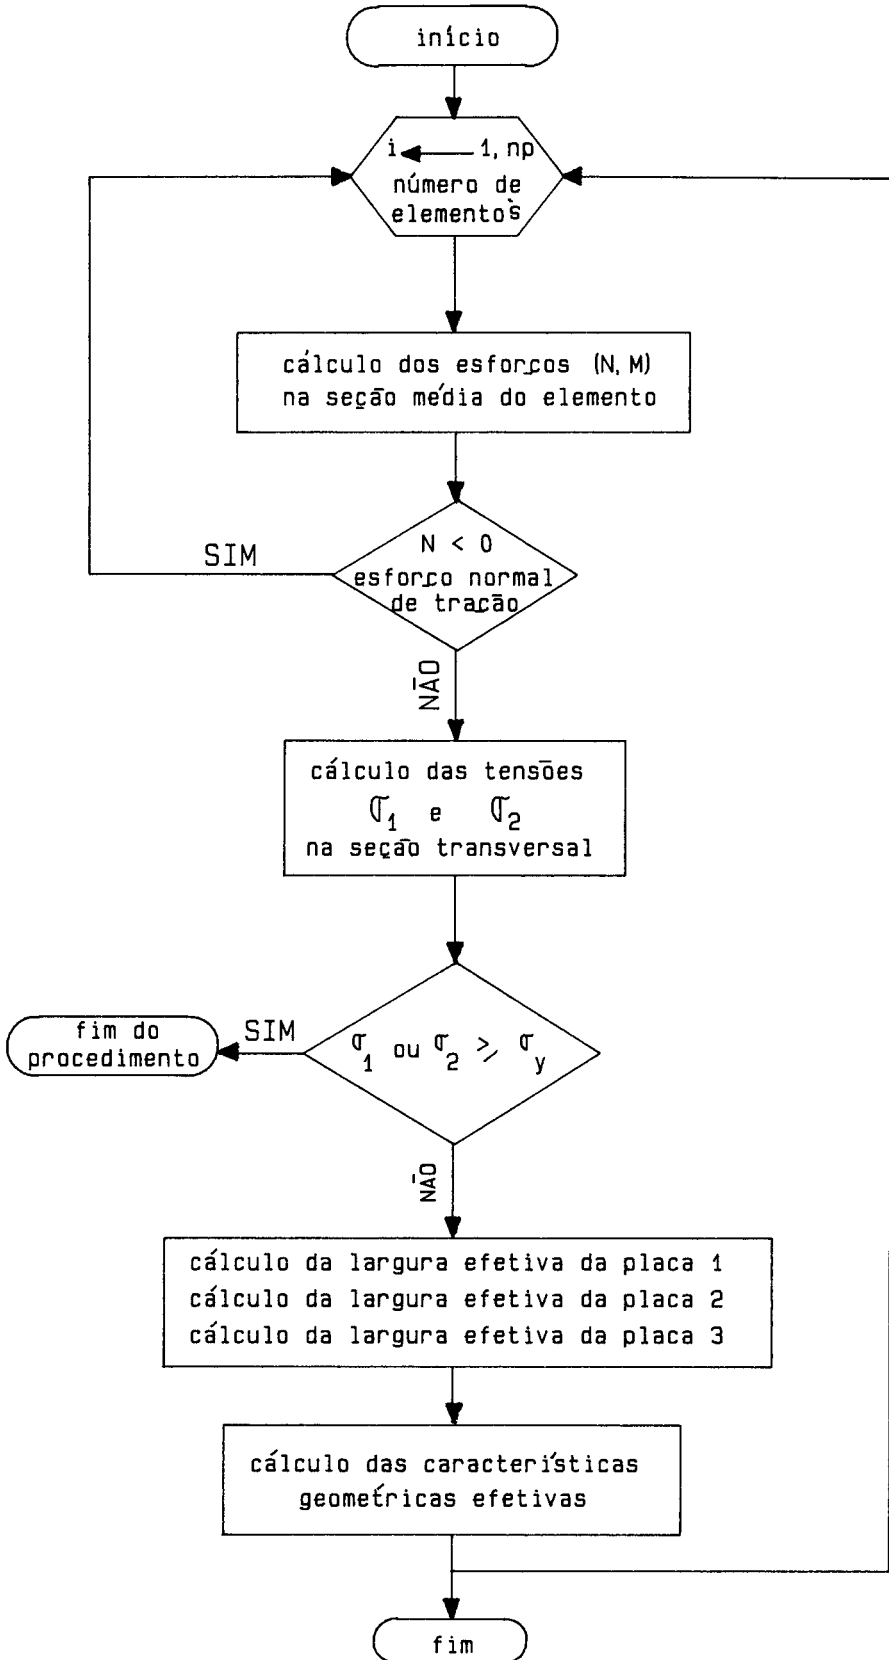 início
i ← 1, np
número de
elementos
cálculo dos esforços (N, M)
na seção média do elemento
N < 0
esforço normal
de tração
SIM
NÃO
cálculo das tensões
σ1 e σ2
na seção transversal
σ1 ou σ2 ⩾ σy
SIM
fim do
procedimento
NÃO
cálculo da largura efetiva da placa 1
cálculo da largura efetiva da placa 2
cálculo da largura efetiva da placa 3
cálculo das características
geométricas efetivas
fim